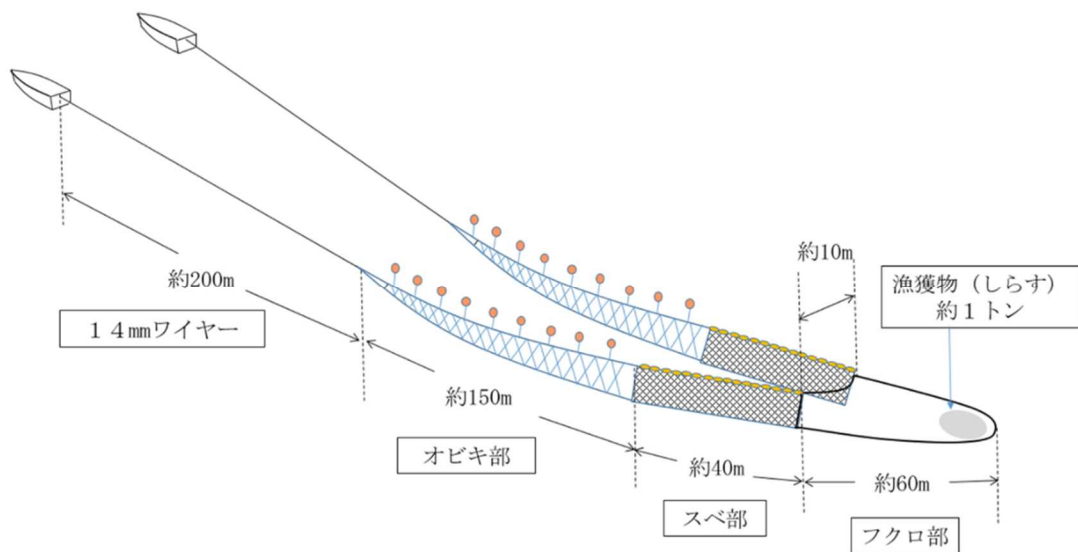 約10m
漁獲物（しらす）
約１トン
約200m
１４㎜ワイヤー
約150m
オビキ部
約40m
スベ部
約60m
フクロ部